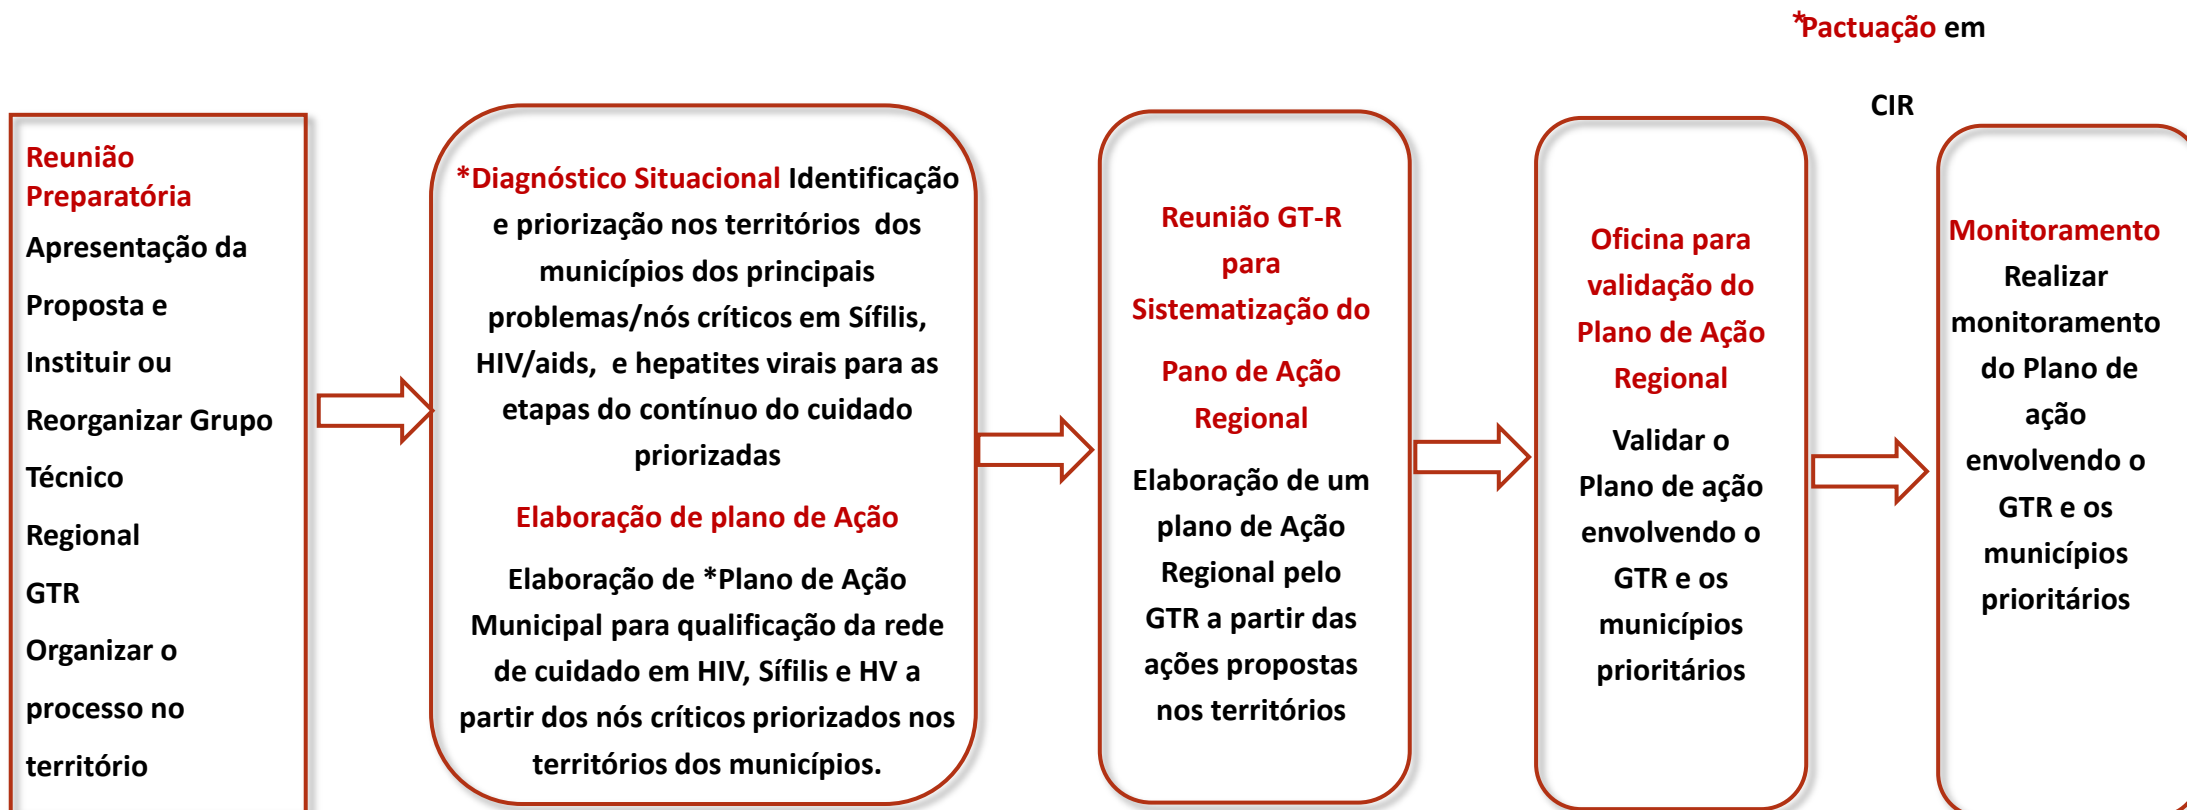 *Pactuação em
CIR
Reunião
Preparatória
Apresentação da
Proposta e
Instituir ou
Reorganizar Grupo
Técnico
Regional
GTR
Organizar o
processo no
território
*Diagnóstico Situacional Identificação
e priorização nos territórios dos
municípios dos principais
problemas/nós críticos em Sífilis,
HIV/aids, e hepatites virais para as
etapas do contínuo do cuidado
priorizadas
Elaboração de plano de Ação
Elaboração de *Plano de Ação
Municipal para qualificação da rede
de cuidado em HIV, Sífilis e HV a
partir dos nós críticos priorizados nos
territórios dos municípios.
Reunião GT-R
para
Sistematização do
Pano de Ação
Regional
Elaboração de um
plano de Ação
Regional pelo
GTR a partir das
ações propostas
nos territórios
Oficina para
validação do
Plano de Ação
Regional
Validar o
Plano de ação
envolvendo o
GTR e os
municípios
prioritários
Monitoramento
Realizar
monitoramento
do Plano de
ação
envolvendo o
GTR e os
municípios
prioritários